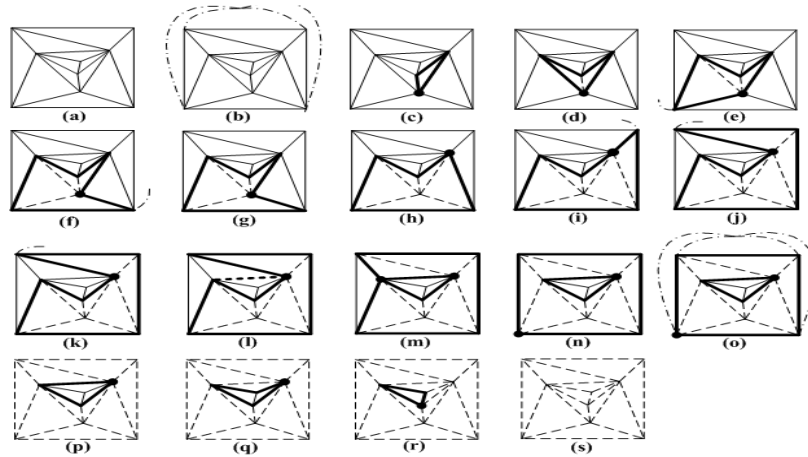 (a) (b) (c) (d) (e)
(f) (g) (h) (i) (j)
(k) (l) (m) (n) (o)
(p) (q) (r) (s)